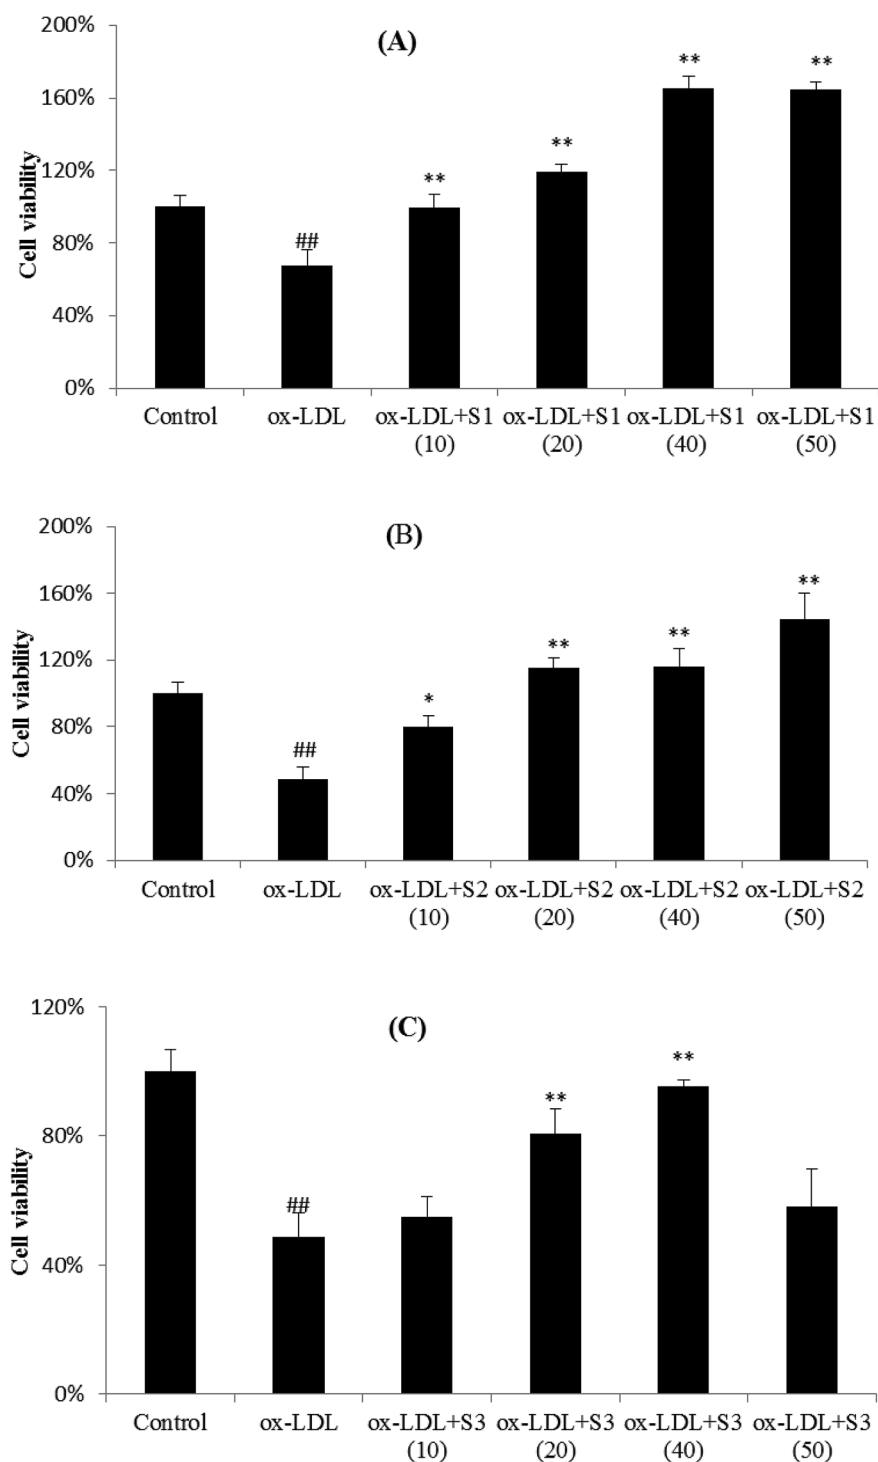 (A)
200%
160%
120%
80%
40%
0%
Cell viability
**
**
**
**
##
Control ox-LDL ox-LDL+S1 ox-LDL+S1 ox-LDL+S1 ox-LDL+S1
(10) (20) (40) (50)
(B)
200%
160%
120%
80%
40%
0%
Cell viability
**
**
**
*
##
Control ox-LDL ox-LDL+S2 ox-LDL+S2 ox-LDL+S2 ox-LDL+S2
(10) (20) (40) (50)
(C)
120%
80%
40%
0%
Cell viability
**
**
##
Control ox-LDL ox-LDL+S3 ox-LDL+S3 ox-LDL+S3 ox-LDL+S3
(10) (20) (40) (50)